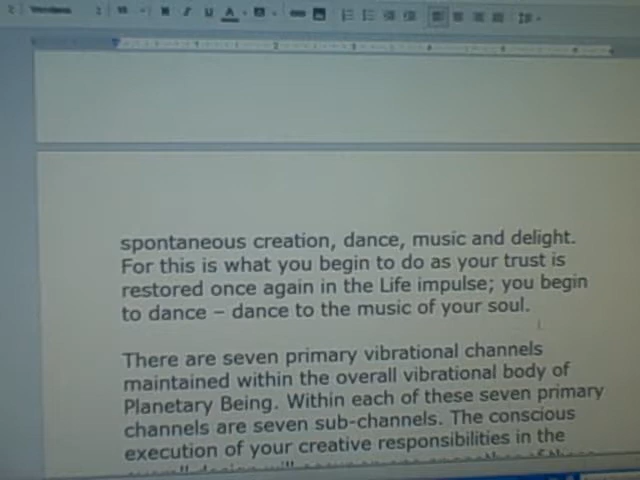 spontaneous creation, dance, music and delight.
For this is what you begin to do as your trust is
restored once again in the Life impulse; you begin
to dance – dance to the music of your soul.
There are seven primary vibrational channels
maintained within the overall vibrational body of
Planetary Being. Within each of these seven primary
channels are seven sub-channels. The conscious
execution of your creative responsibilities in the